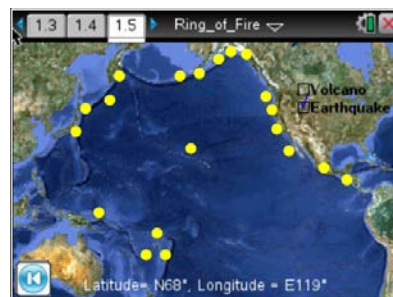 1.3 1.4 1.5 Ring_of_Fire
Volcano
Earthquake
Latitude= N68°, Longitude = E119°